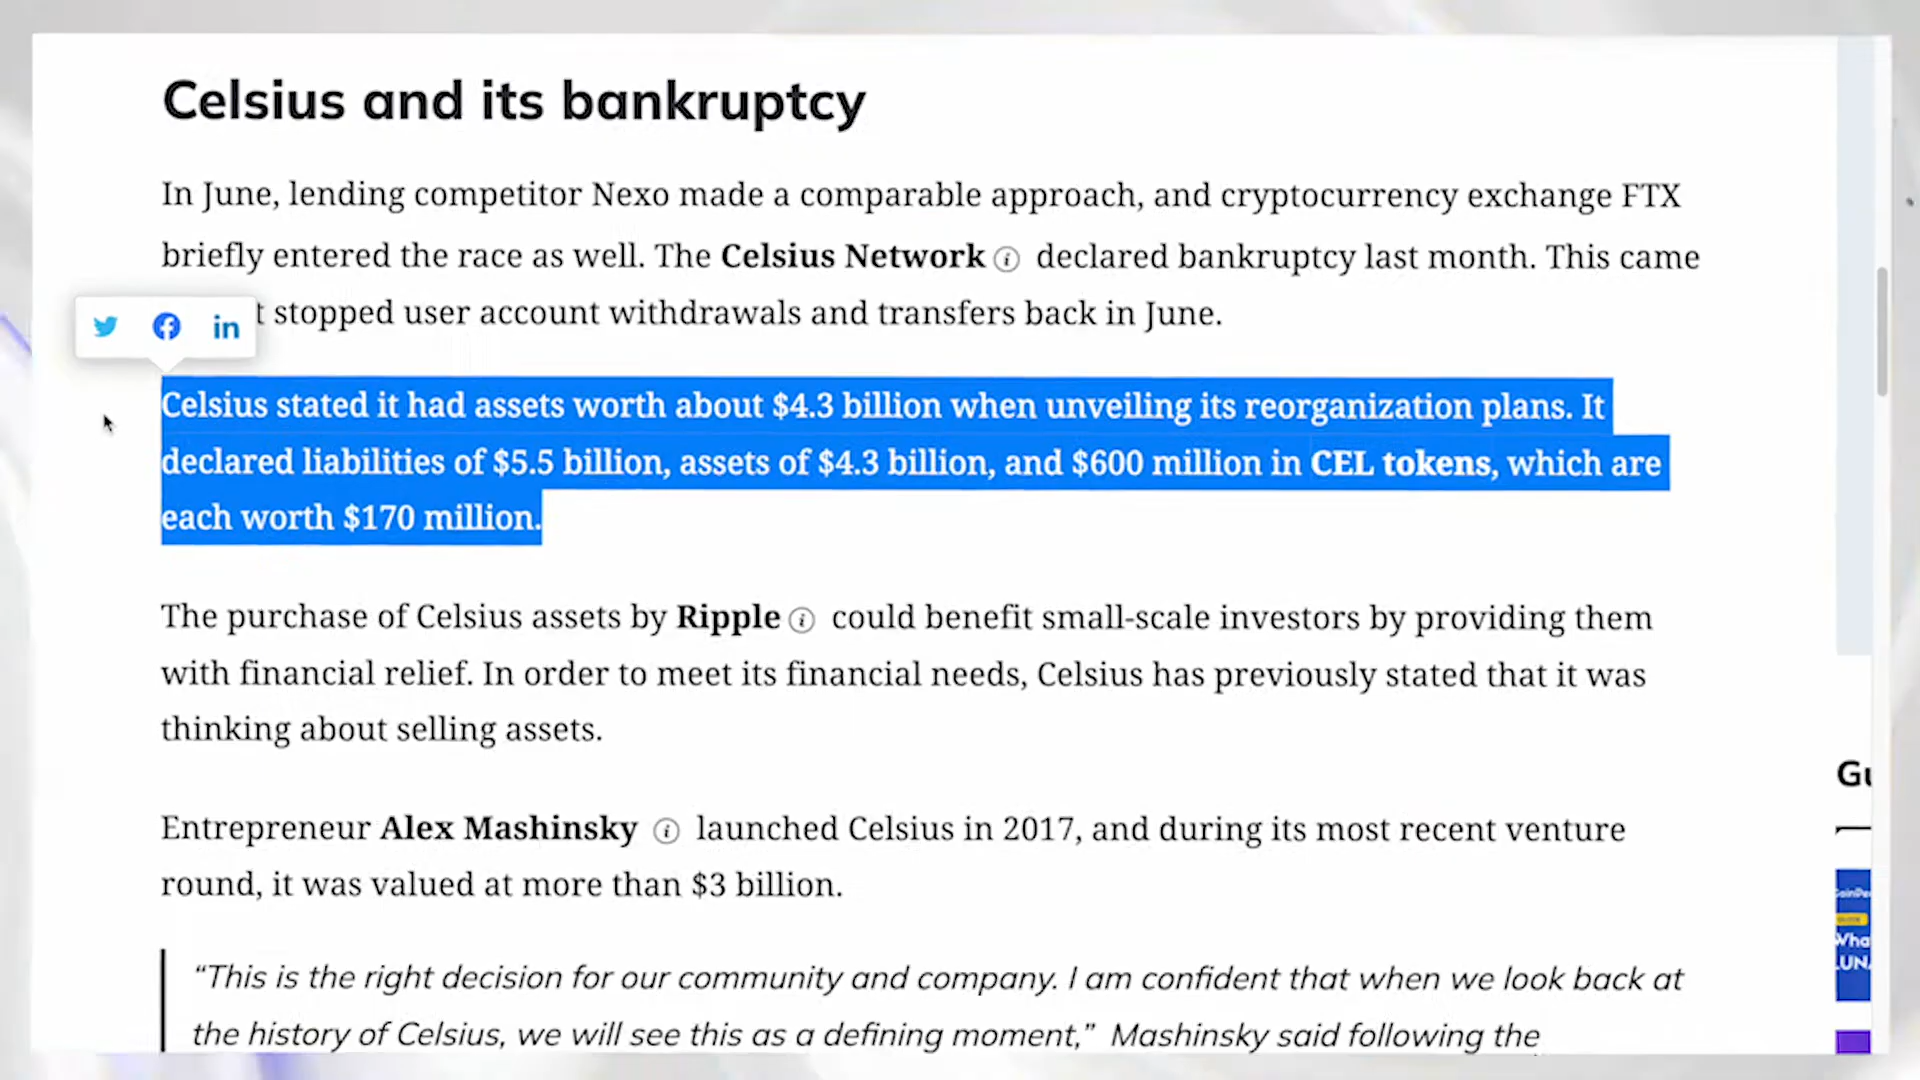 Celsius and its bankruptcy
In June, lending competitor Nexo made a comparable approach, and cryptocurrency exchange FTX
briefly entered the race as well. The Celsius Network declared bankruptcy last month. This came
t stopped user account withdrawals and transfers back in June.
Celsius stated it had assets worth about $4.3 billion when unveiling its reorganization plans. It
declared liabilities of $5.5 billion, assets of $4.3 billion, and $600 million in CEL tokens, which are
each worth $170 million.
The purchase of Celsius assets by Ripple could benefit small-scale investors by providing them
with financial relief. In order to meet its financial needs, Celsius has previously stated that it was
thinking about selling assets.
Entrepreneur Alex Mashinsky launched Celsius in 2017, and during its most recent venture
round, it was valued at more than $3 billion.
“This is the right decision for our community and company. I am confident that when we look back at
the history of Celsius, we will see this as a defining moment,” Mashinsky said following the
Gu
Wha
LUN